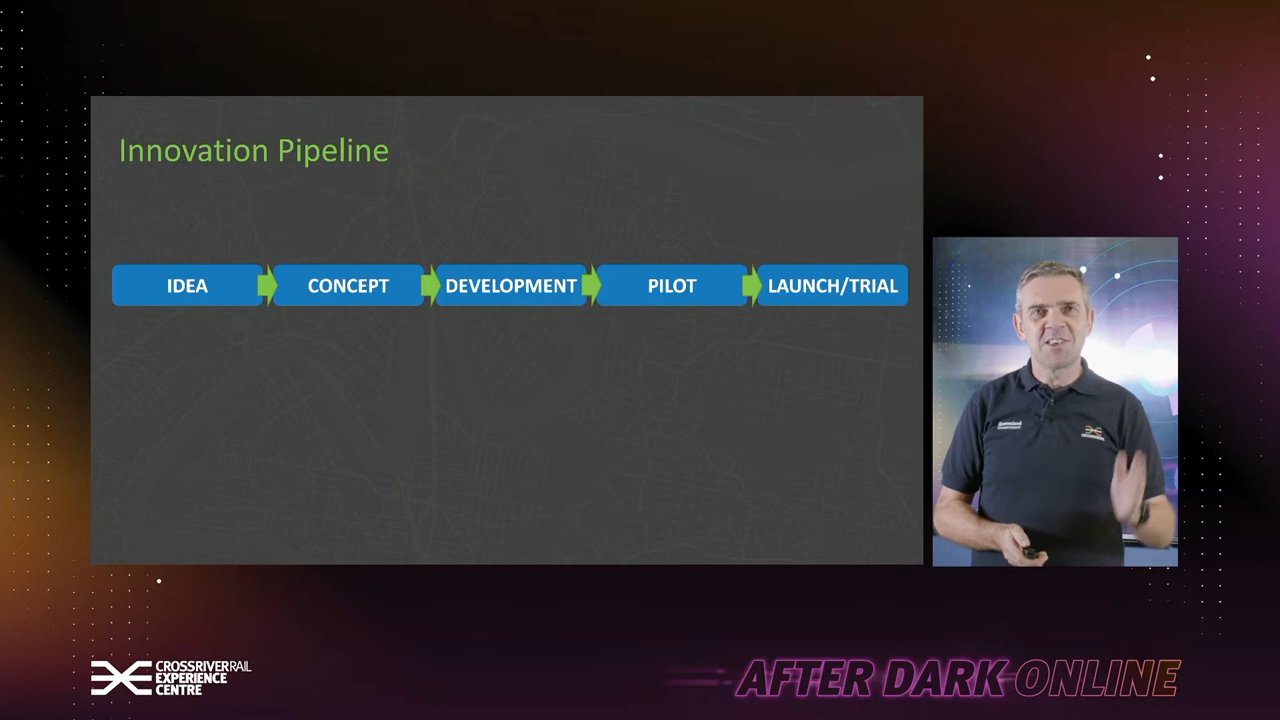 Innovation Pipeline
IDEA
CONCEPT
DEVELOPMENT
PILOT
LAUNCH/TRIAL
CROSSRIVERRAIL
EXPERIENCE
CENTRE
AFTER DARK ONLINE